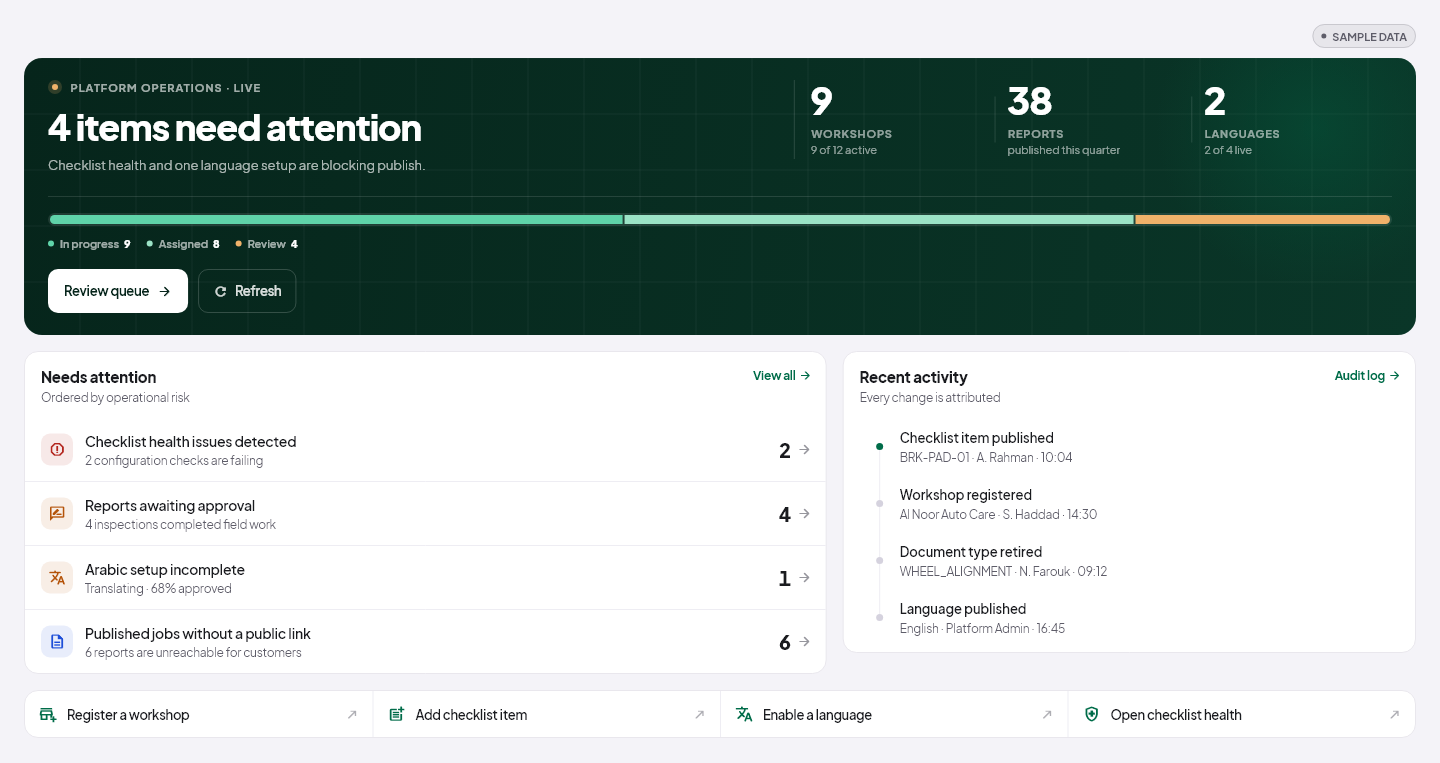 SAMPLE DATA
PLATFORM OPERATIONS · LIVE
4 items need attention
Checklist health and one language setup are blocking publish.
9
WORKSHOPS
9 of 12 active
38
REPORTS
published this quarter
2
LANGUAGES
2 of 4 live
In progress 9 Assigned 8 Review 4
Review queue
Refresh
Needs attention
View all
Ordered by operational risk
Checklist health issues detected
2 configuration checks are failing
2
Reports awaiting approval
4 inspections completed field work
4
Arabic setup incomplete
Translating · 68% approved
1
Published jobs without a public link
6 reports are unreachable for customers
6
Recent activity
Audit log
Every change is attributed
Checklist item published
BRK-PAD-01 · A. Rahman · 10:04
Workshop registered
Al Noor Auto Care · S. Haddad · 14:30
Document type retired
WHEEL_ALIGNMENT · N. Farouk · 09:12
Language published
English · Platform Admin · 16:45
Register a workshop
Add checklist item
Enable a language
Open checklist health